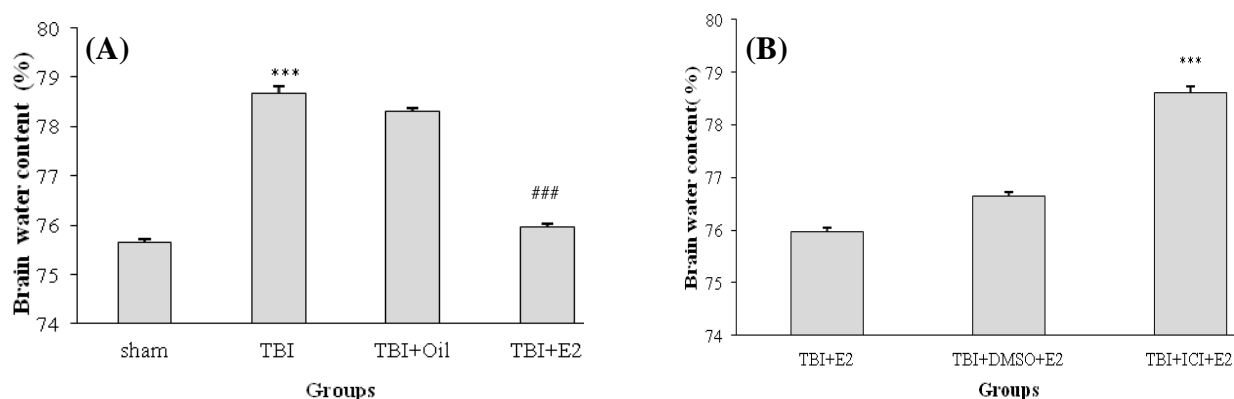 (A)
Brain water content (%)
80
79
78
77
76
75
74
***
###
sham TBI TBI+Oil TBI+E2
Groups
(B)
Brain water content( %)
80
79
78
77
76
75
74
***
TBI+E2 TBI+DMSO+E2 TBI+ICI+E2
Groups